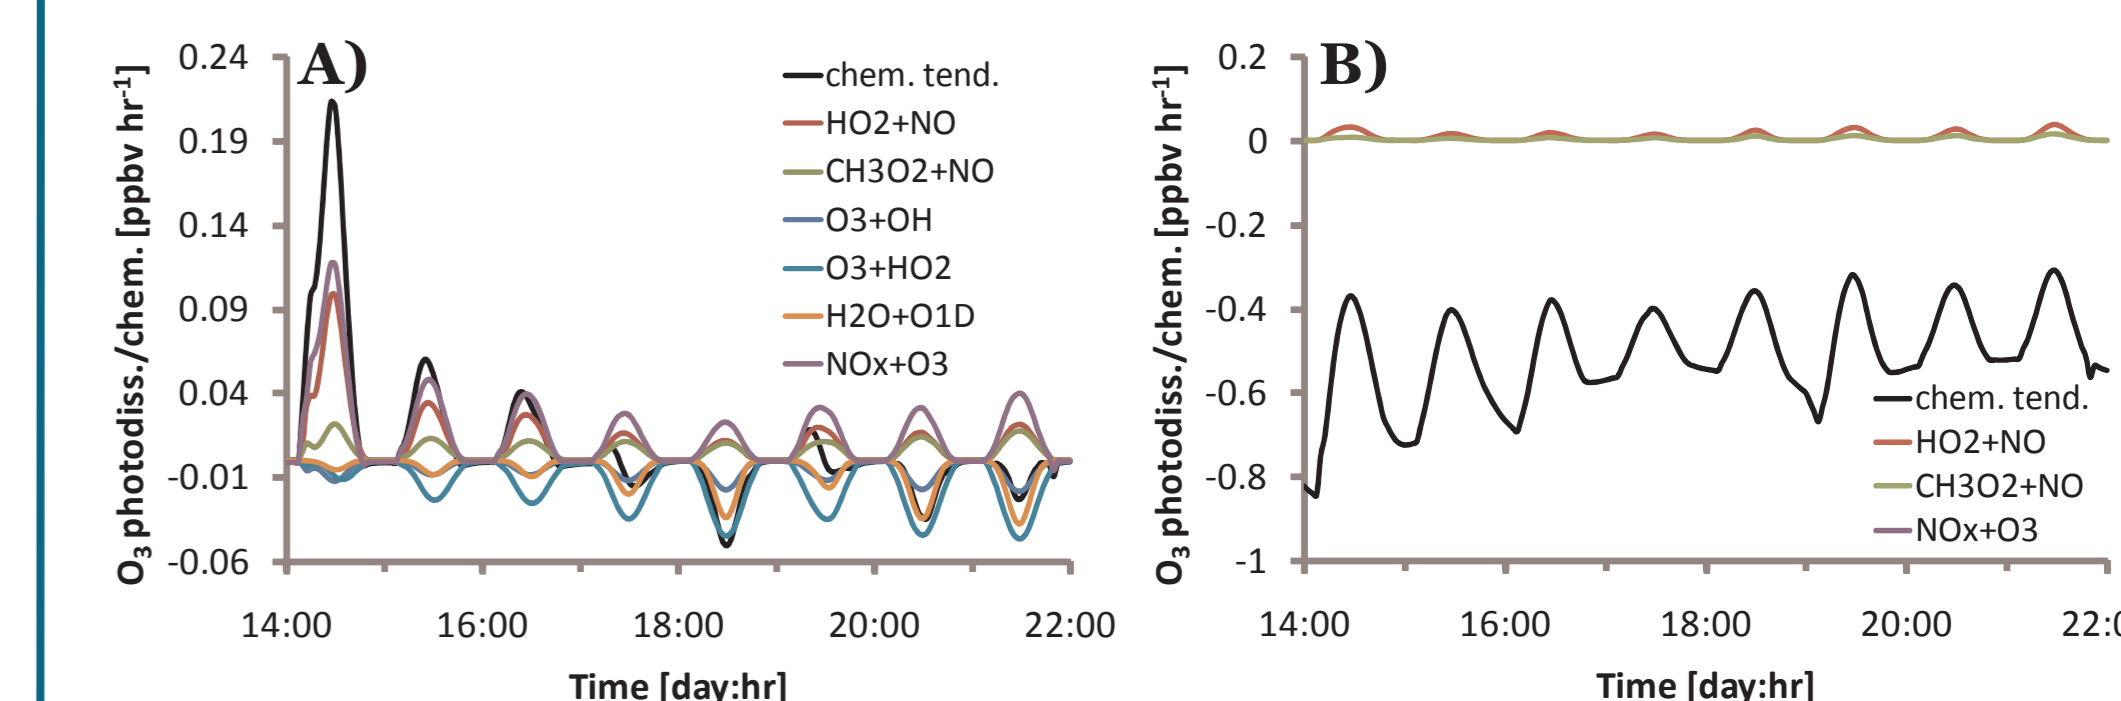 A)
0.24
0.19
0.14
0.09
0.04
-0.01
-0.06
O₃ photodiss./chem. [ppbv hr⁻¹]
chem. tend.
HO2+NO
CH3O2+NO
O3+OH
O3+HO2
H2O+O1D
NOx+O3
14:00 16:00 18:00 20:00 22:00
Time [day:hr]
B)
0.2
0
-0.2
-0.4
-0.6
-0.8
-1
O₃ photodiss./chem. [ppbv hr⁻¹]
chem. tend.
HO2+NO
CH3O2+NO
NOx+O3
14:00 16:00 18:00 20:00 22:0
Time [day:hr]